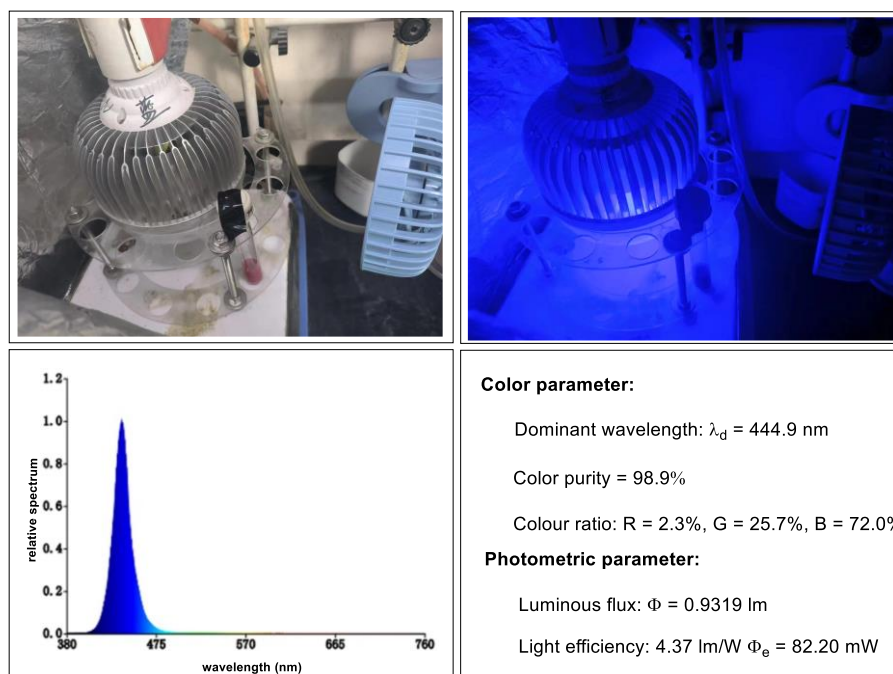 蓝
1.2
1.0
0.8
0.6
0.4
0.2
0.0
380
475
570
665
760
relative spectrum
wavelength (nm)
Color parameter:
Dominant wavelength: λd = 444.9 nm
Color purity = 98.9%
Colour ratio: R = 2.3%, G = 25.7%, B = 72.0%
Photometric parameter:
Luminous flux: Φ = 0.9319 lm
Light efficiency: 4.37 lm/W Φe = 82.20 mW